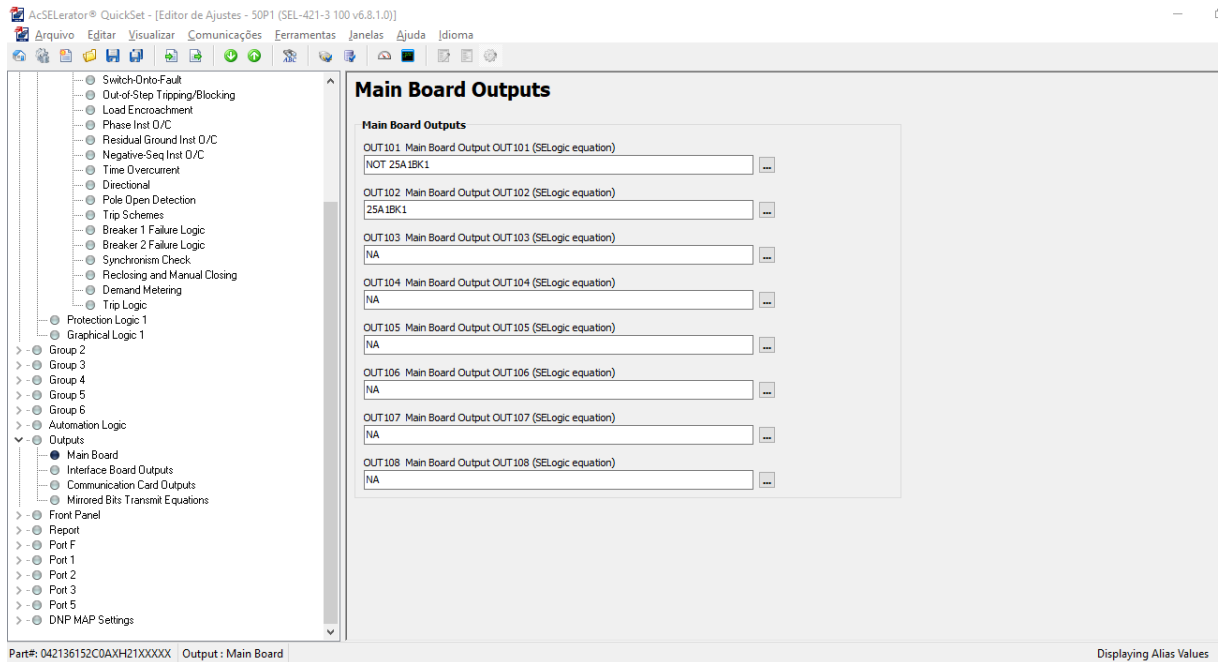 AcSELerator® QuickSet - [Editor de Ajustes - 50P1 (SEL-421-3 100 v6.8.1.0)]
Arquivo Editar Visualizar Comunicações Ferramentas Janelas Ajuda Idioma
Switch-Onto-Fault
Out-of-Step Tripping/Blocking
Load Encroachment
Phase Inst O/C
Residual Ground Inst O/C
Negative-Seq Inst O/C
Time Overcurrent
Directional
Pole Open Detection
Trip Schemes
Breaker 1 Failure Logic
Breaker 2 Failure Logic
Synchronism Check
Reclosing and Manual Closing
Demand Metering
Trip Logic
Protection Logic 1
Graphical Logic 1
Group 2
Group 3
Group 4
Group 5
Group 6
Automation Logic
Outputs
Main Board
Interface Board Outputs
Communication Card Outputs
Mirrored Bits Transmit Equations
Front Panel
Report
Port F
Port 1
Port 2
Port 3
Port 5
DNP MAP Settings
Main Board Outputs
Main Board Outputs
OUT101 Main Board Output OUT101 (SELogic equation)
NOT 25A1BK1
...
OUT102 Main Board Output OUT102 (SELogic equation)
25A1BK1
...
OUT103 Main Board Output OUT103 (SELogic equation)
NA
...
OUT104 Main Board Output OUT104 (SELogic equation)
NA
...
OUT105 Main Board Output OUT105 (SELogic equation)
NA
...
OUT106 Main Board Output OUT106 (SELogic equation)
NA
...
OUT107 Main Board Output OUT107 (SELogic equation)
NA
...
OUT108 Main Board Output OUT108 (SELogic equation)
NA
...
Part#: 042136152C0AXH21XXXXX Output : Main Board Displaying Alias Values